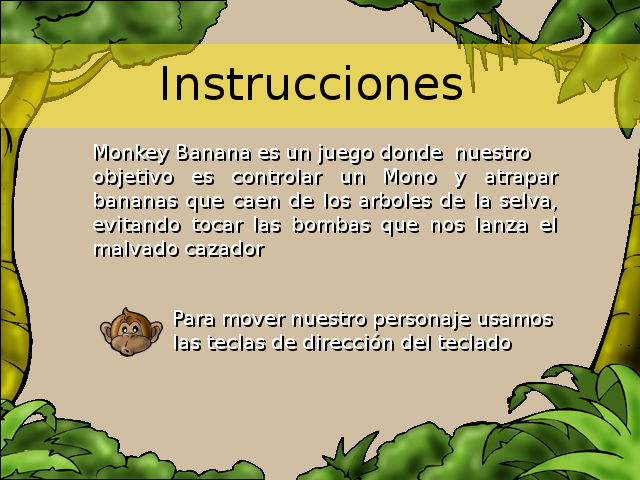 Instrucciones
Monkey Banana es un juego donde nuestro
objetivo es controlar un Mono y atrapar
bananas que caen de los arboles de la selva,
evitando tocar las bombas que nos lanza el
malvado cazador
Para mover nuestro personaje usamos
las teclas de dirección del teclado